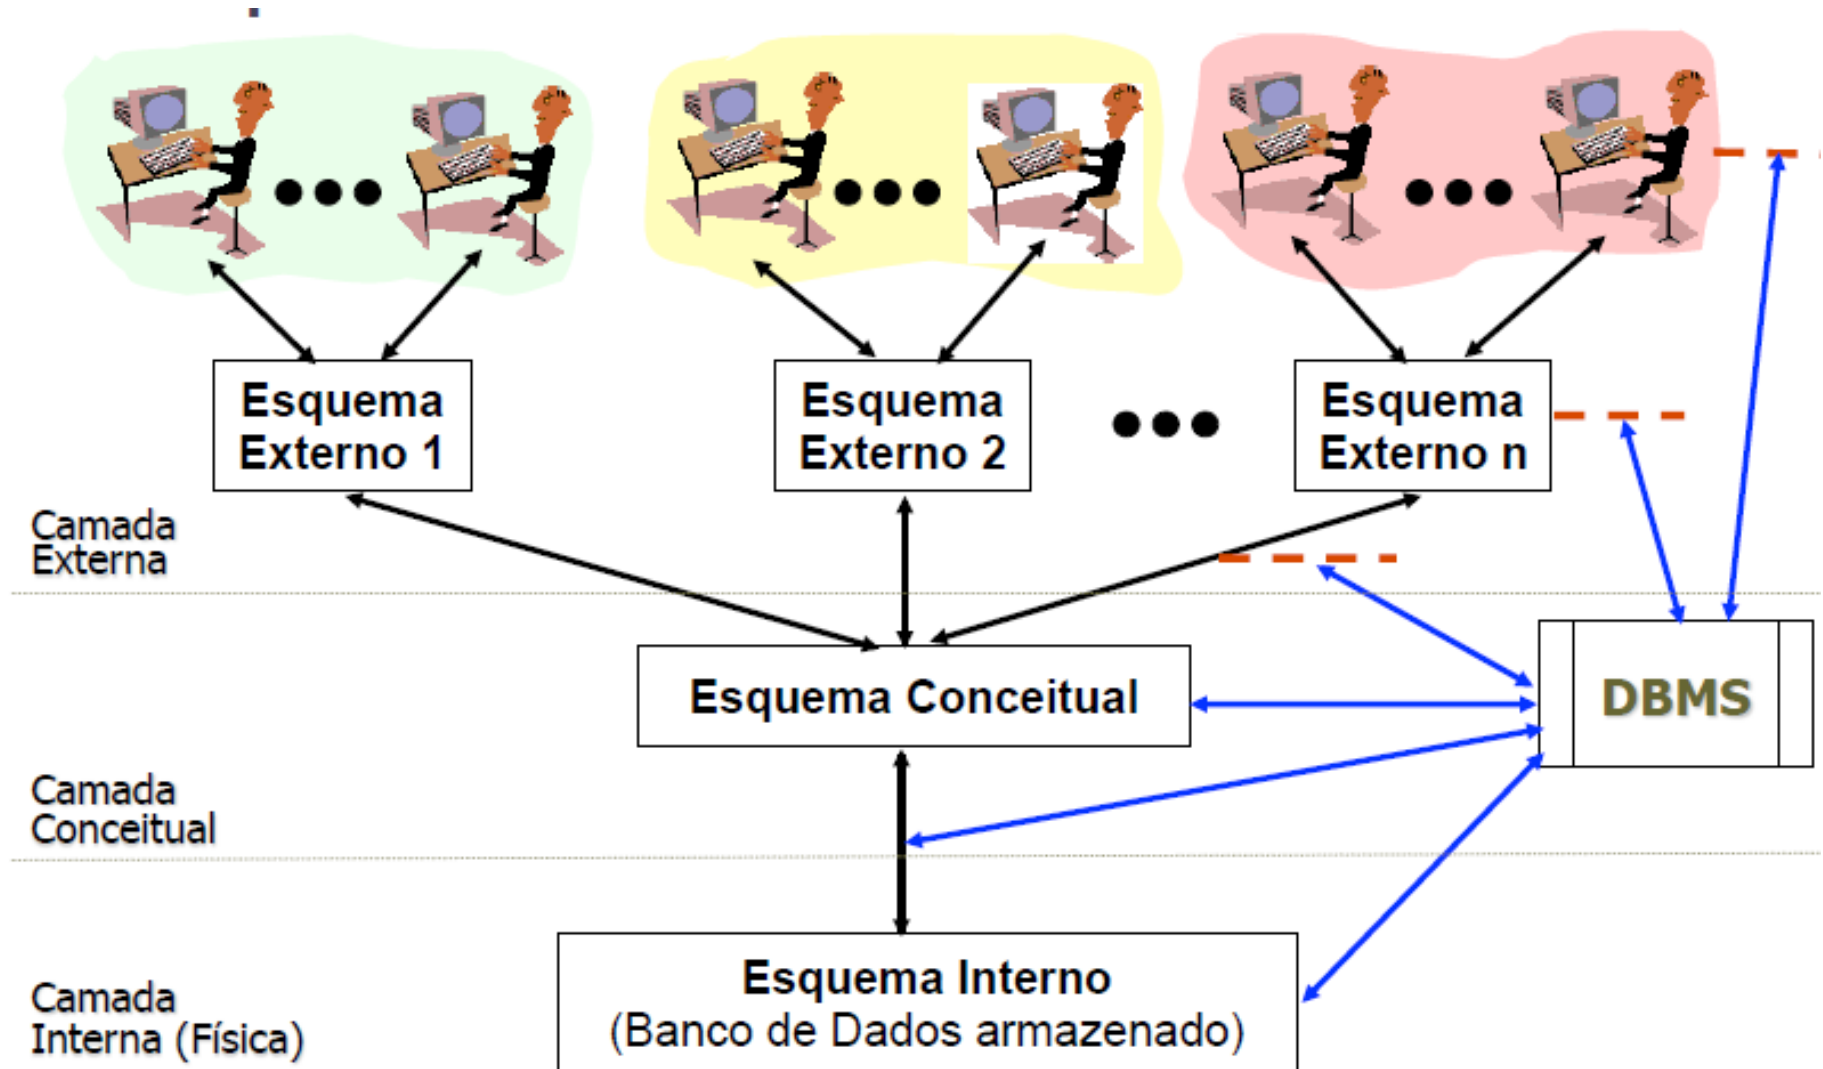 Esquema
Externo 1
Esquema
Externo 2
Esquema
Externo n
Camada
Externa
Esquema Conceitual
DBMS
Camada
Conceitual
Esquema Interno
(Banco de Dados armazenado)
Camada
Interna (Física)